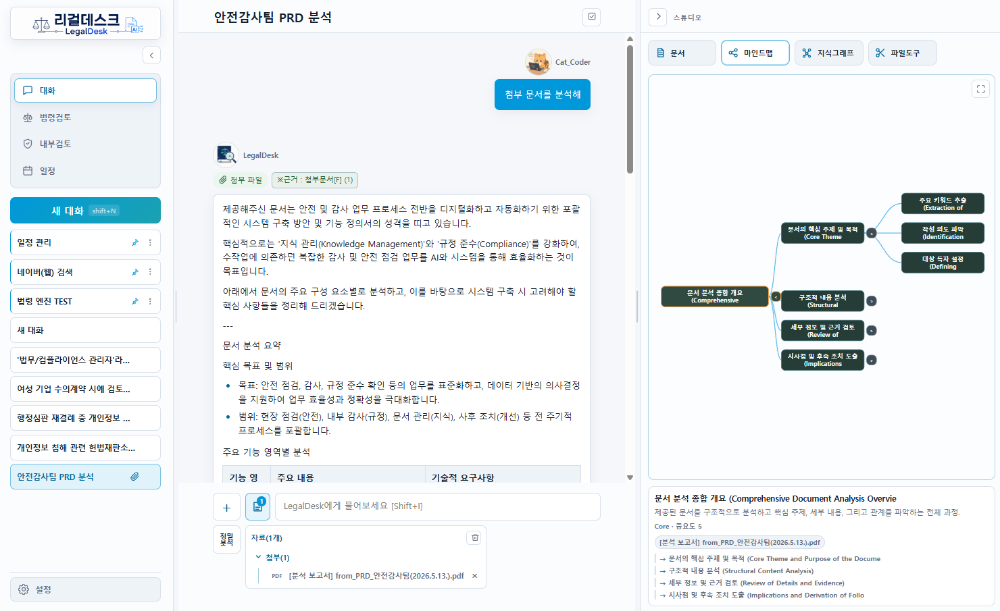 리걸데스크
LegalDesk
AI
대화
법령검토
내부검토
일정
새 대화 shift+N
일정 관리
네이버(웹) 검색
법령 엔진 TEST
새 대화
'법무/컴플라이언스 관리자'라...
여성 기업 수의계약 시에 검토...
행정심판 재결례 중 개인정보 ...
개인정보 침해 관련 헌법재판소...
안전감사팀 PRD 분석
설정
안전감사팀 PRD 분석
Cat_Coder
첨부 문서를 분석해
LegalDesk
첨부 파일
※근거 : 첨부문서[F] (1)
제공해주신 문서는 안전 및 감사 업무 프로세스 전반을 디지털화하고 자동화하기 위한 포괄
적인 시스템 구축 방안 및 기능 정의서의 성격을 띠고 있습니다.
핵심적으로는 '지식 관리(Knowledge Management)'와 '규정 준수(Compliance)'를 강화하여,
수작업에 의존하던 복잡한 감사 및 안전 점검 업무를 AI와 시스템을 통해 효율화하는 것이
목표입니다.
아래에서 문서의 주요 구성 요소별로 분석하고, 이를 바탕으로 시스템 구축 시 고려해야 할
핵심 사항들을 정리해 드리겠습니다.
---
문서 분석 요약
핵심 목표 및 범위
• 목표: 안전 점검, 감사, 규정 준수 확인 등의 업무를 표준화하고, 데이터 기반의 의사결정
을 지원하여 업무 효율성과 정확성을 극대화합니다.
• 범위: 현장 점검(안전), 내부 감사(규정), 문서 관리(지식), 사후 조치(개선) 등 전 주기적
프로세스를 포괄합니다.
주요 기능 영역별 분석
기능 영 주요 내용 기술적 요구사항
+
1
LegalDesk에게 물어보세요 [Shift+I]
정밀
분석
자료(1개)
첨부(1)
PDF [분석 보고서] from_PRD_안전감사팀(2026.5.13.).pdf ×
스튜디오
문서
마인드맵
지식그래프
파일도구
주요 키워드 추출
(Extraction of
문서의 핵심 주제 및 목적
(Core Theme
<
작성 의도 파악
(Identification
대상 독자 설정
(Defining
문서 분석 종합 개요
(Comprehensive
<
구조적 내용 분석
(Structural
>
세부 정보 및 근거 검토
(Review of
>
시사점 및 후속 조치 도출
(Implications
>
문서 분석 종합 개요 (Comprehensive Document Analysis Overvie
제공된 문서를 구조적으로 분석하고 핵심 주제, 세부 내용, 그리고 관계를 파악하는 전체 과정.
Core · 중요도 5
[분석 보고서] from_PRD_안전감사팀(2026.5.13.).pdf
→ 문서의 핵심 주제 및 목적 (Core Theme and Purpose of the Docume
→ 구조적 내용 분석 (Structural Content Analysis)
→ 세부 정보 및 근거 검토 (Review of Details and Evidence)
→ 시사점 및 후속 조치 도출 (Implications and Derivation of Follo